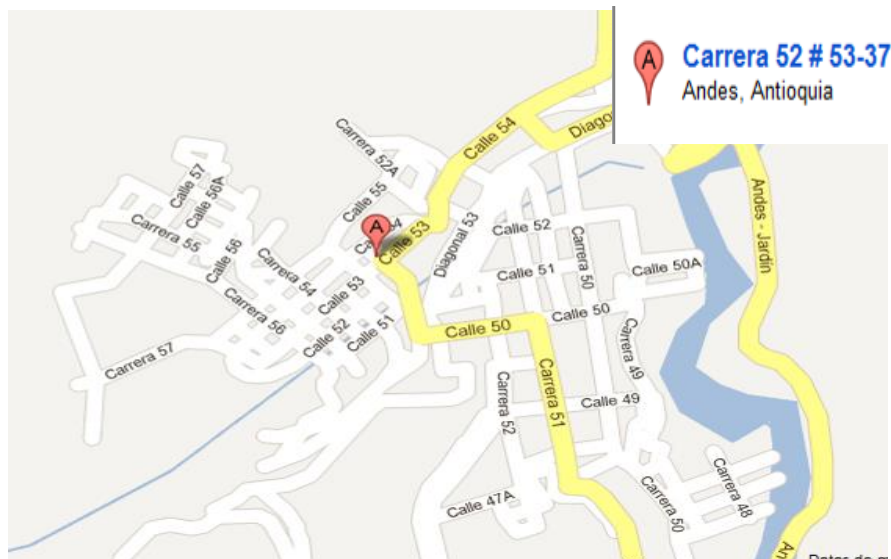 A
Carrera 52 # 53-37
Andes, Antioquia
Calle 54
Carrera 52A
Calle 57
Calle 56A
Calle 55
A
Calle 53
Carrera 55
Calle 56
Diagonal 53
Calle 52
Carrera 50
Andes - Jardín
Carrera 54
Calle 53
Calle 51
Calle 50A
Carrera 56
Calle 52
Calle 51
Calle 50
Calle 50
Carrera 57
Carrera 49
Carrera 52
Carrera 51
Calle 49
Calle 47A
Carrera 50
Carrera 48